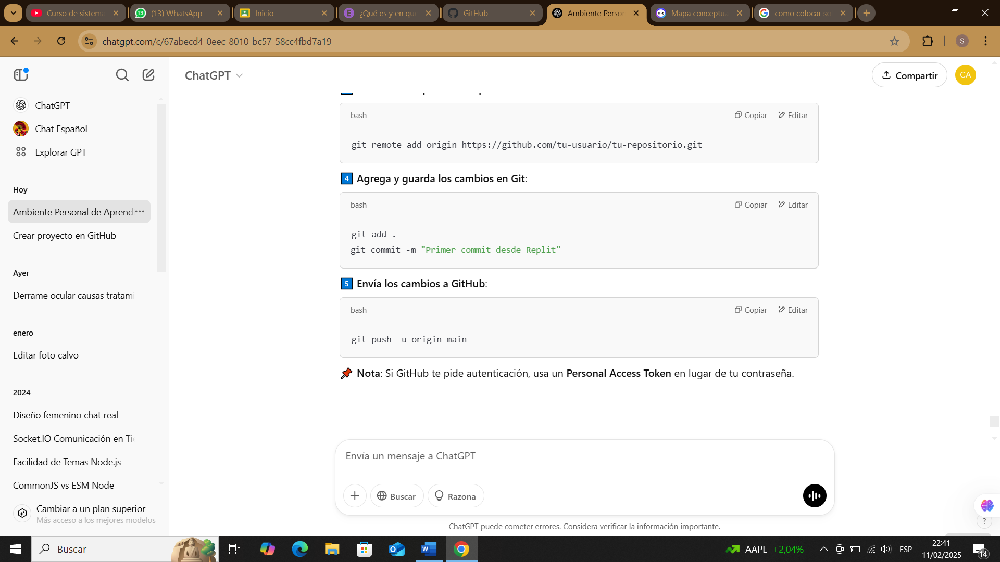 Curso de sistema
(13) WhatsApp
Inicio
¿Qué es y en que
GitHub
Ambiente Person
Mapa conceptua
como colocar so
chatgpt.com/c/67abecd4-0eec-8010-bc57-58cc4fbd7a19
S
ChatGPT
Compartir
CA
ChatGPT
Chat Español
Explorar GPT
Hoy
Ambiente Personal de Aprend
Crear proyecto en GitHub
Ayer
Derrame ocular causas tratami
enero
Editar foto calvo
2024
Diseño femenino chat real
Socket.IO Comunicación en Tie
Facilidad de Temas Node.js
CommonJS vs ESM Node
Cambiar a un plan superior
Más acceso a los mejores modelos
bash
Copiar
Editar
git remote add origin https://github.com/tu-usuario/tu-repositorio.git
4 Agrega y guarda los cambios en Git:
bash
Copiar
Editar
git add .
git commit -m "Primer commit desde Replit"
5 Envía los cambios a GitHub:
bash
Copiar
Editar
git push -u origin main
Nota: Si GitHub te pide autenticación, usa un Personal Access Token en lugar de tu contraseña.
Envía un mensaje a ChatGPT
Buscar
Razona
ChatGPT puede cometer errores. Considera verificar la información importante.
?
Buscar
AAPL +2,04%
ESP
22:41
11/02/2025
14